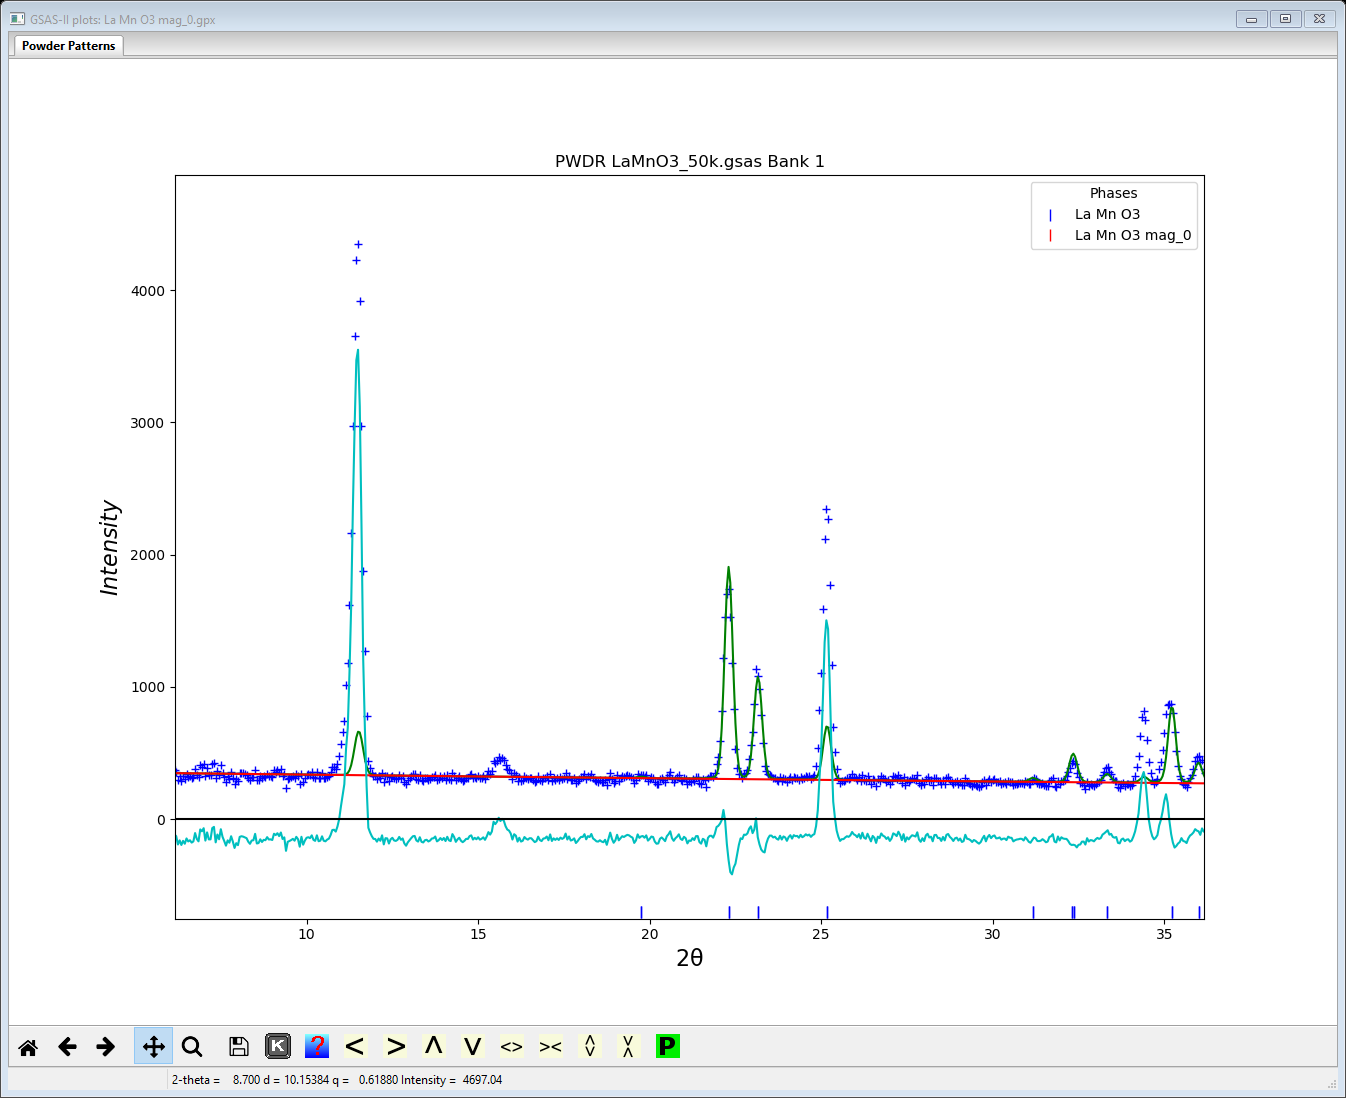 GSAS-II plots: La Mn O3 mag_0.gpx
Powder Patterns
PWDR LaMnO3_50k.gsas Bank 1
Phases
La Mn O3
La Mn O3 mag_0
4000
3000
2000
1000
0
Intensity
10 15 20 25 30 35
2θ
K ? < > Λ V <> >< P
2-theta = 8.700 d = 10.15384 q = 0.61880 Intensity = 4697.04